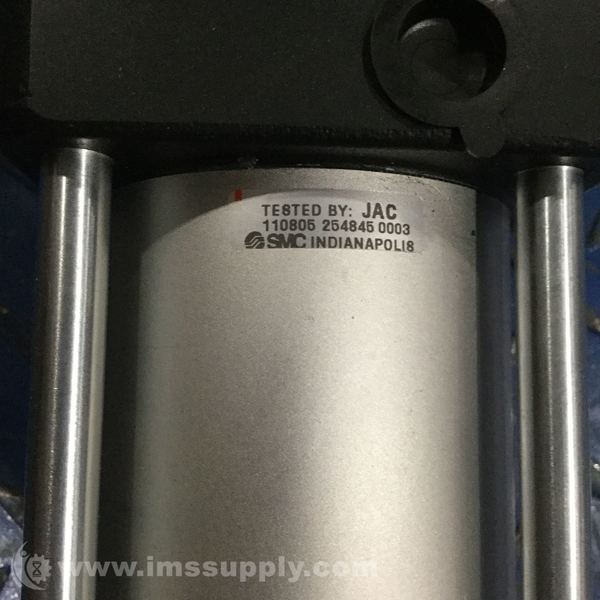 TESTED BY: JAC
110805 254845 0003
SMC INDIANAPOLIS
www.imssupply.com